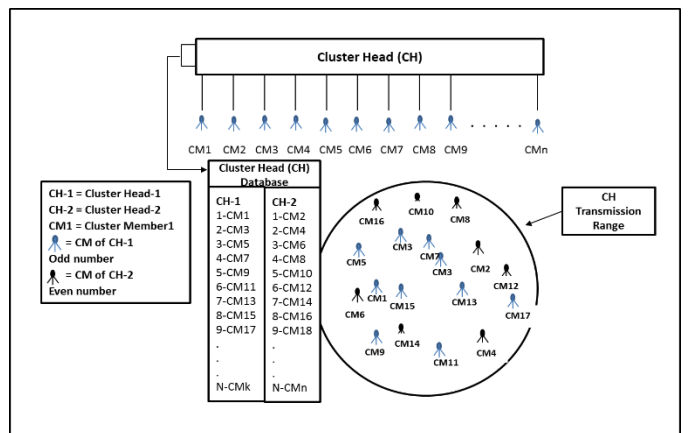 Cluster Head (CH)
CM1 CM2 CM3 CM4 CM5 CM6 CM7 CM8 CM9 . . . . . CMn
Cluster Head (CH)
Database
CH-1 CH-2
1-CM1 1-CM2
2-CM3 2-CM4
3-CM5 3-CM6
4-CM7 4-CM8
5-CM9 5-CM10
6-CM11 6-CM12
7-CM13 7-CM14
8-CM15 8-CM16
9-CM17 9-CM18
. .
. .
. .
N-CMk N-CMn
CH-1 = Cluster Head-1
CH-2 = Cluster Head-2
CM1 = Cluster Member1
= CM of CH-1
Odd number
= CM of CH-2
Even number
CH
Transmission
Range
CM16 CM10 CM8
CM5 CM3 CM7 CM3 CM2
CM12
CM6 CM1 CM15 CM13 CM17
CM9 CM14 CM11 CM4